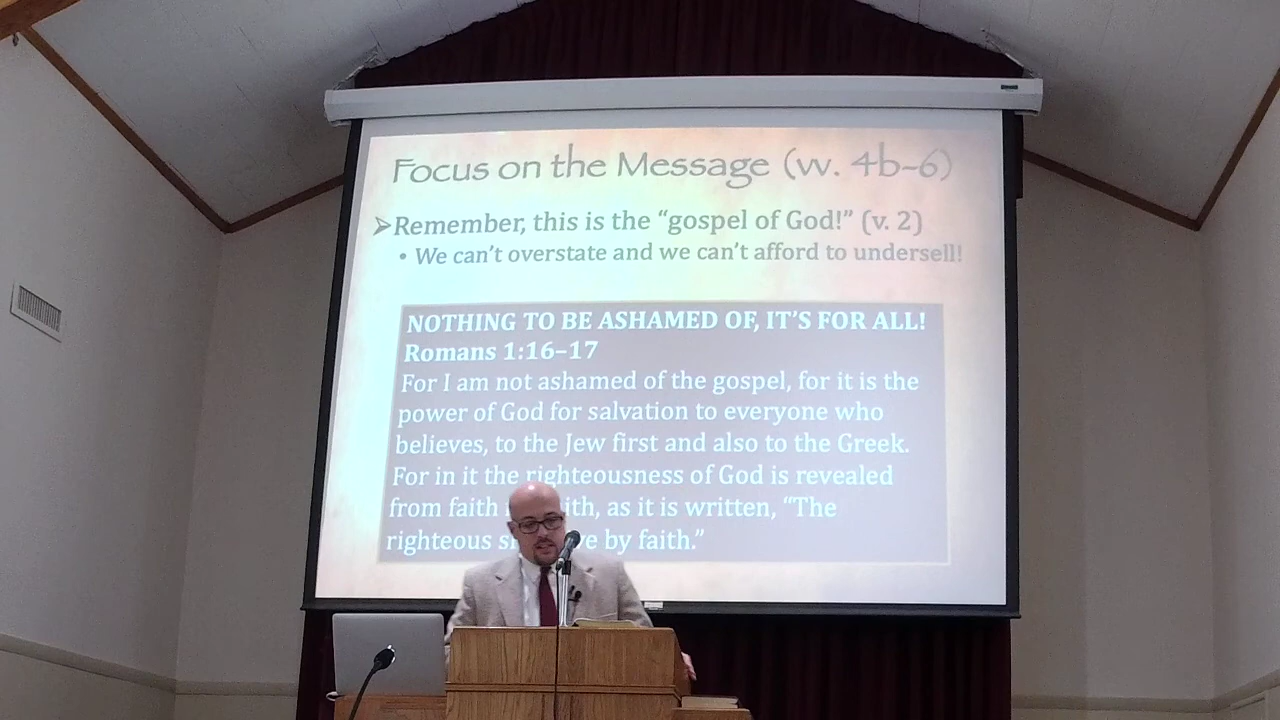 Focus on the Message (vv. 4b-6)
Remember, this is the “gospel of God!” (v. 2)
• We can’t overstate and we can’t afford to undersell!
NOTHING TO BE ASHAMED OF, IT’S FOR ALL!
Romans 1:16–17
For I am not ashamed of the gospel, for it is the
power of God for salvation to everyone who
believes, to the Jew first and also to the Greek.
For in it the righteousness of God is revealed
from faith as it is written, “The
righteous by faith.”